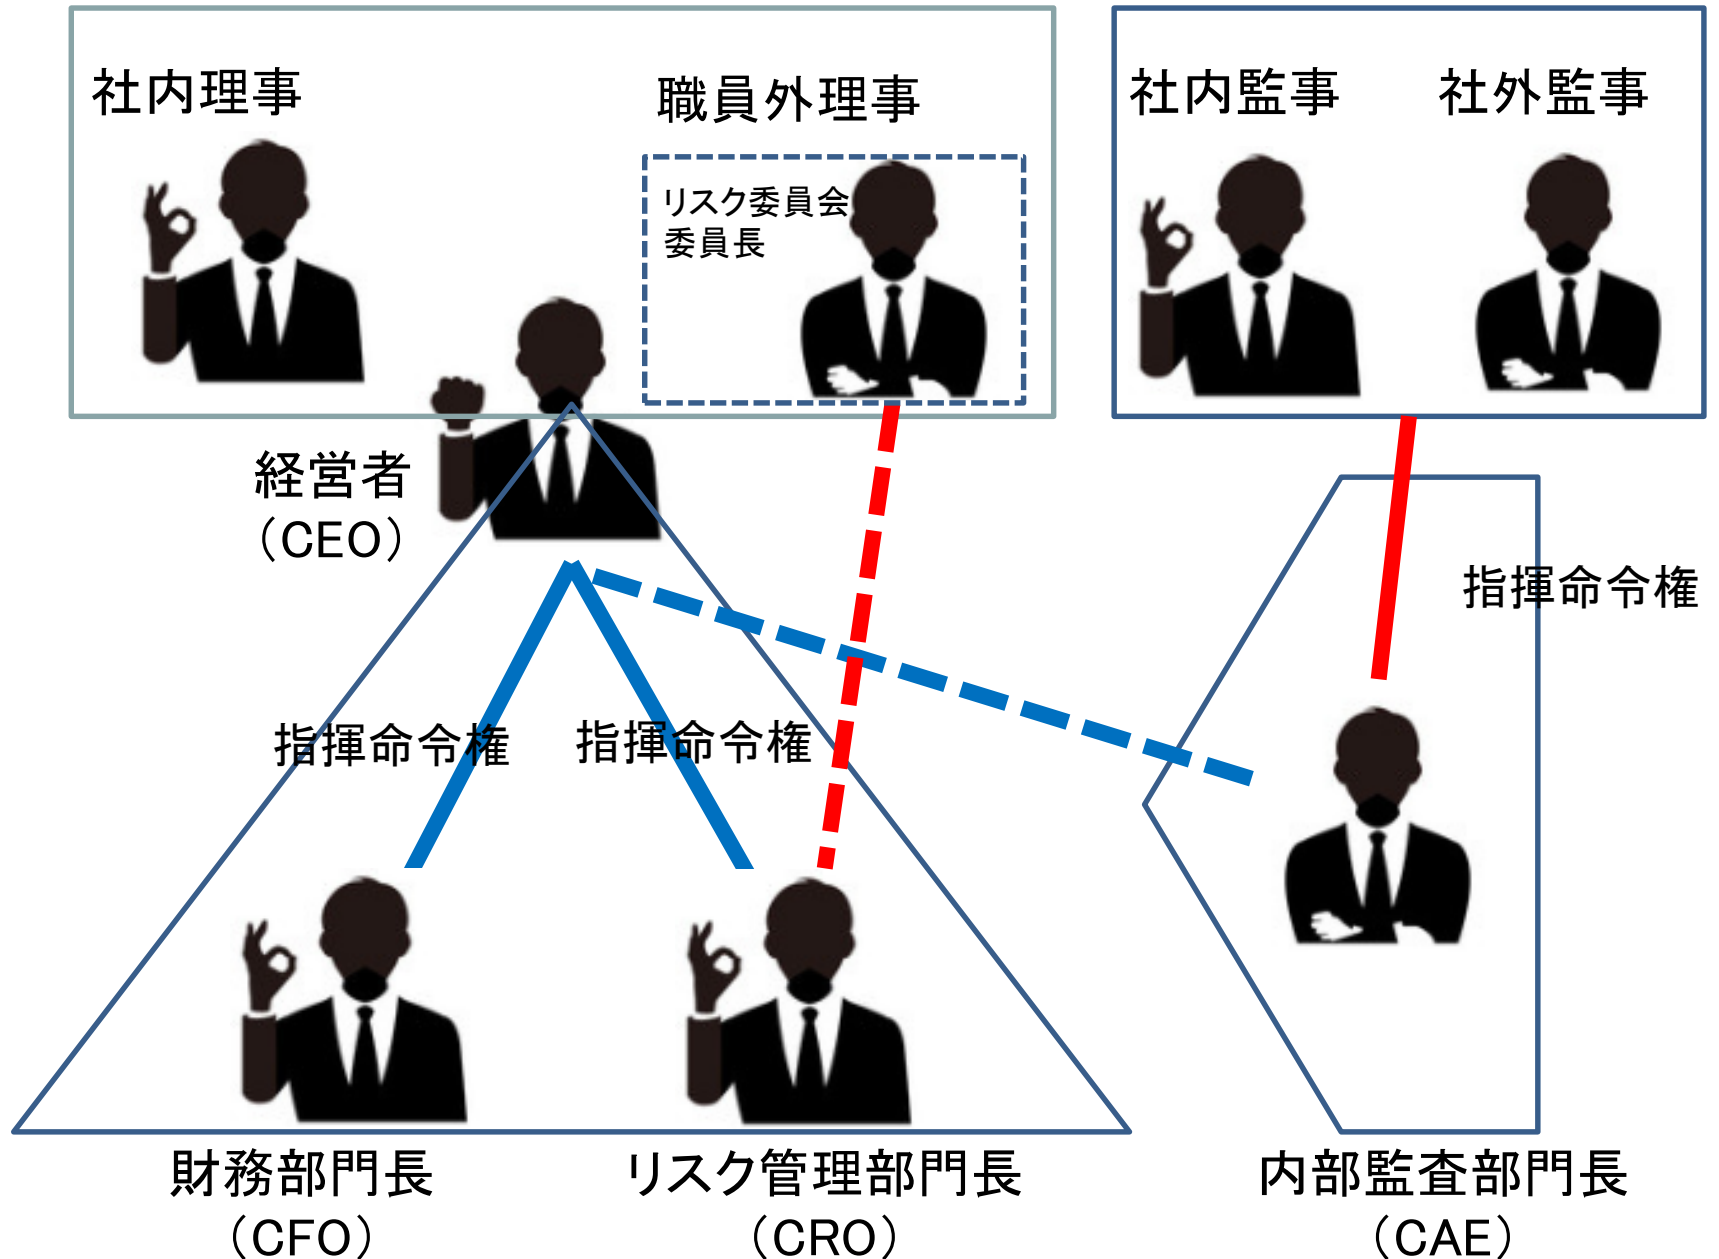 社内理事
職員外理事
社内監事
社外監事
リスク委員会
委員長
経営者
（CEO）
指揮命令権
指揮命令権
指揮命令権
財務部門長
（CFO）
リスク管理部門長
（CRO）
内部監査部門長
（CAE）